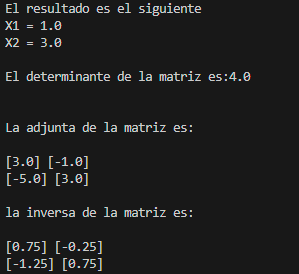 El resultado es el siguiente
X1 = 1.0
X2 = 3.0
El determinante de la matriz es:4.0
La adjunta de la matriz es:
[3.0] [-1.0]
[-5.0] [3.0]
la inversa de la matriz es:
[0.75] [-0.25]
[-1.25] [0.75]